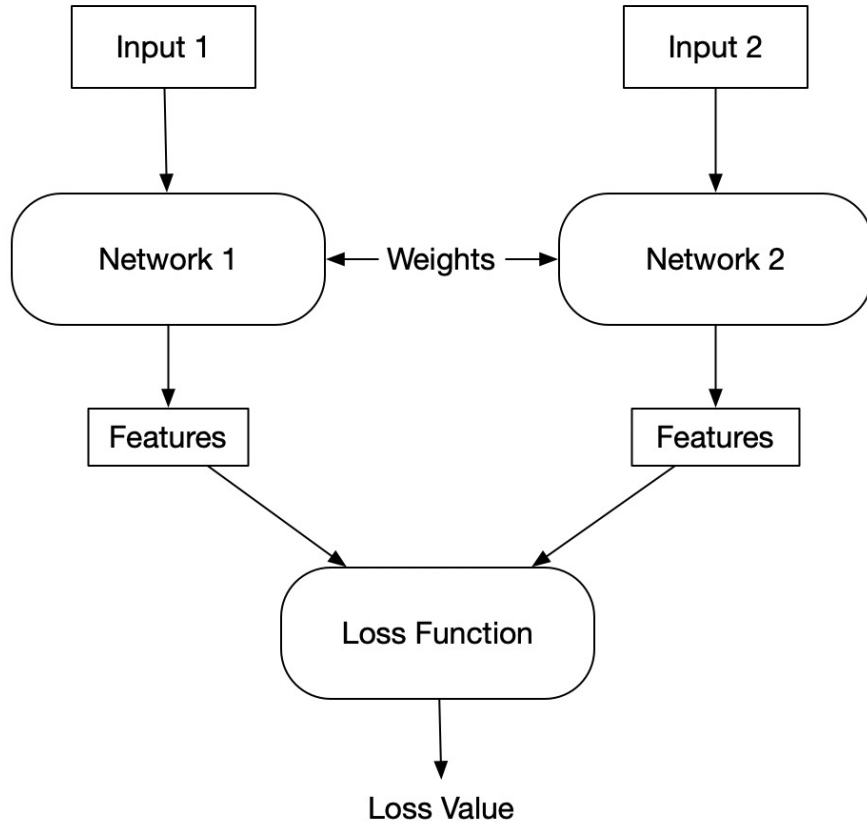 Input 1
Input 2
Network 1
Weights
Network 2
Features
Features
Loss Function
Loss Value